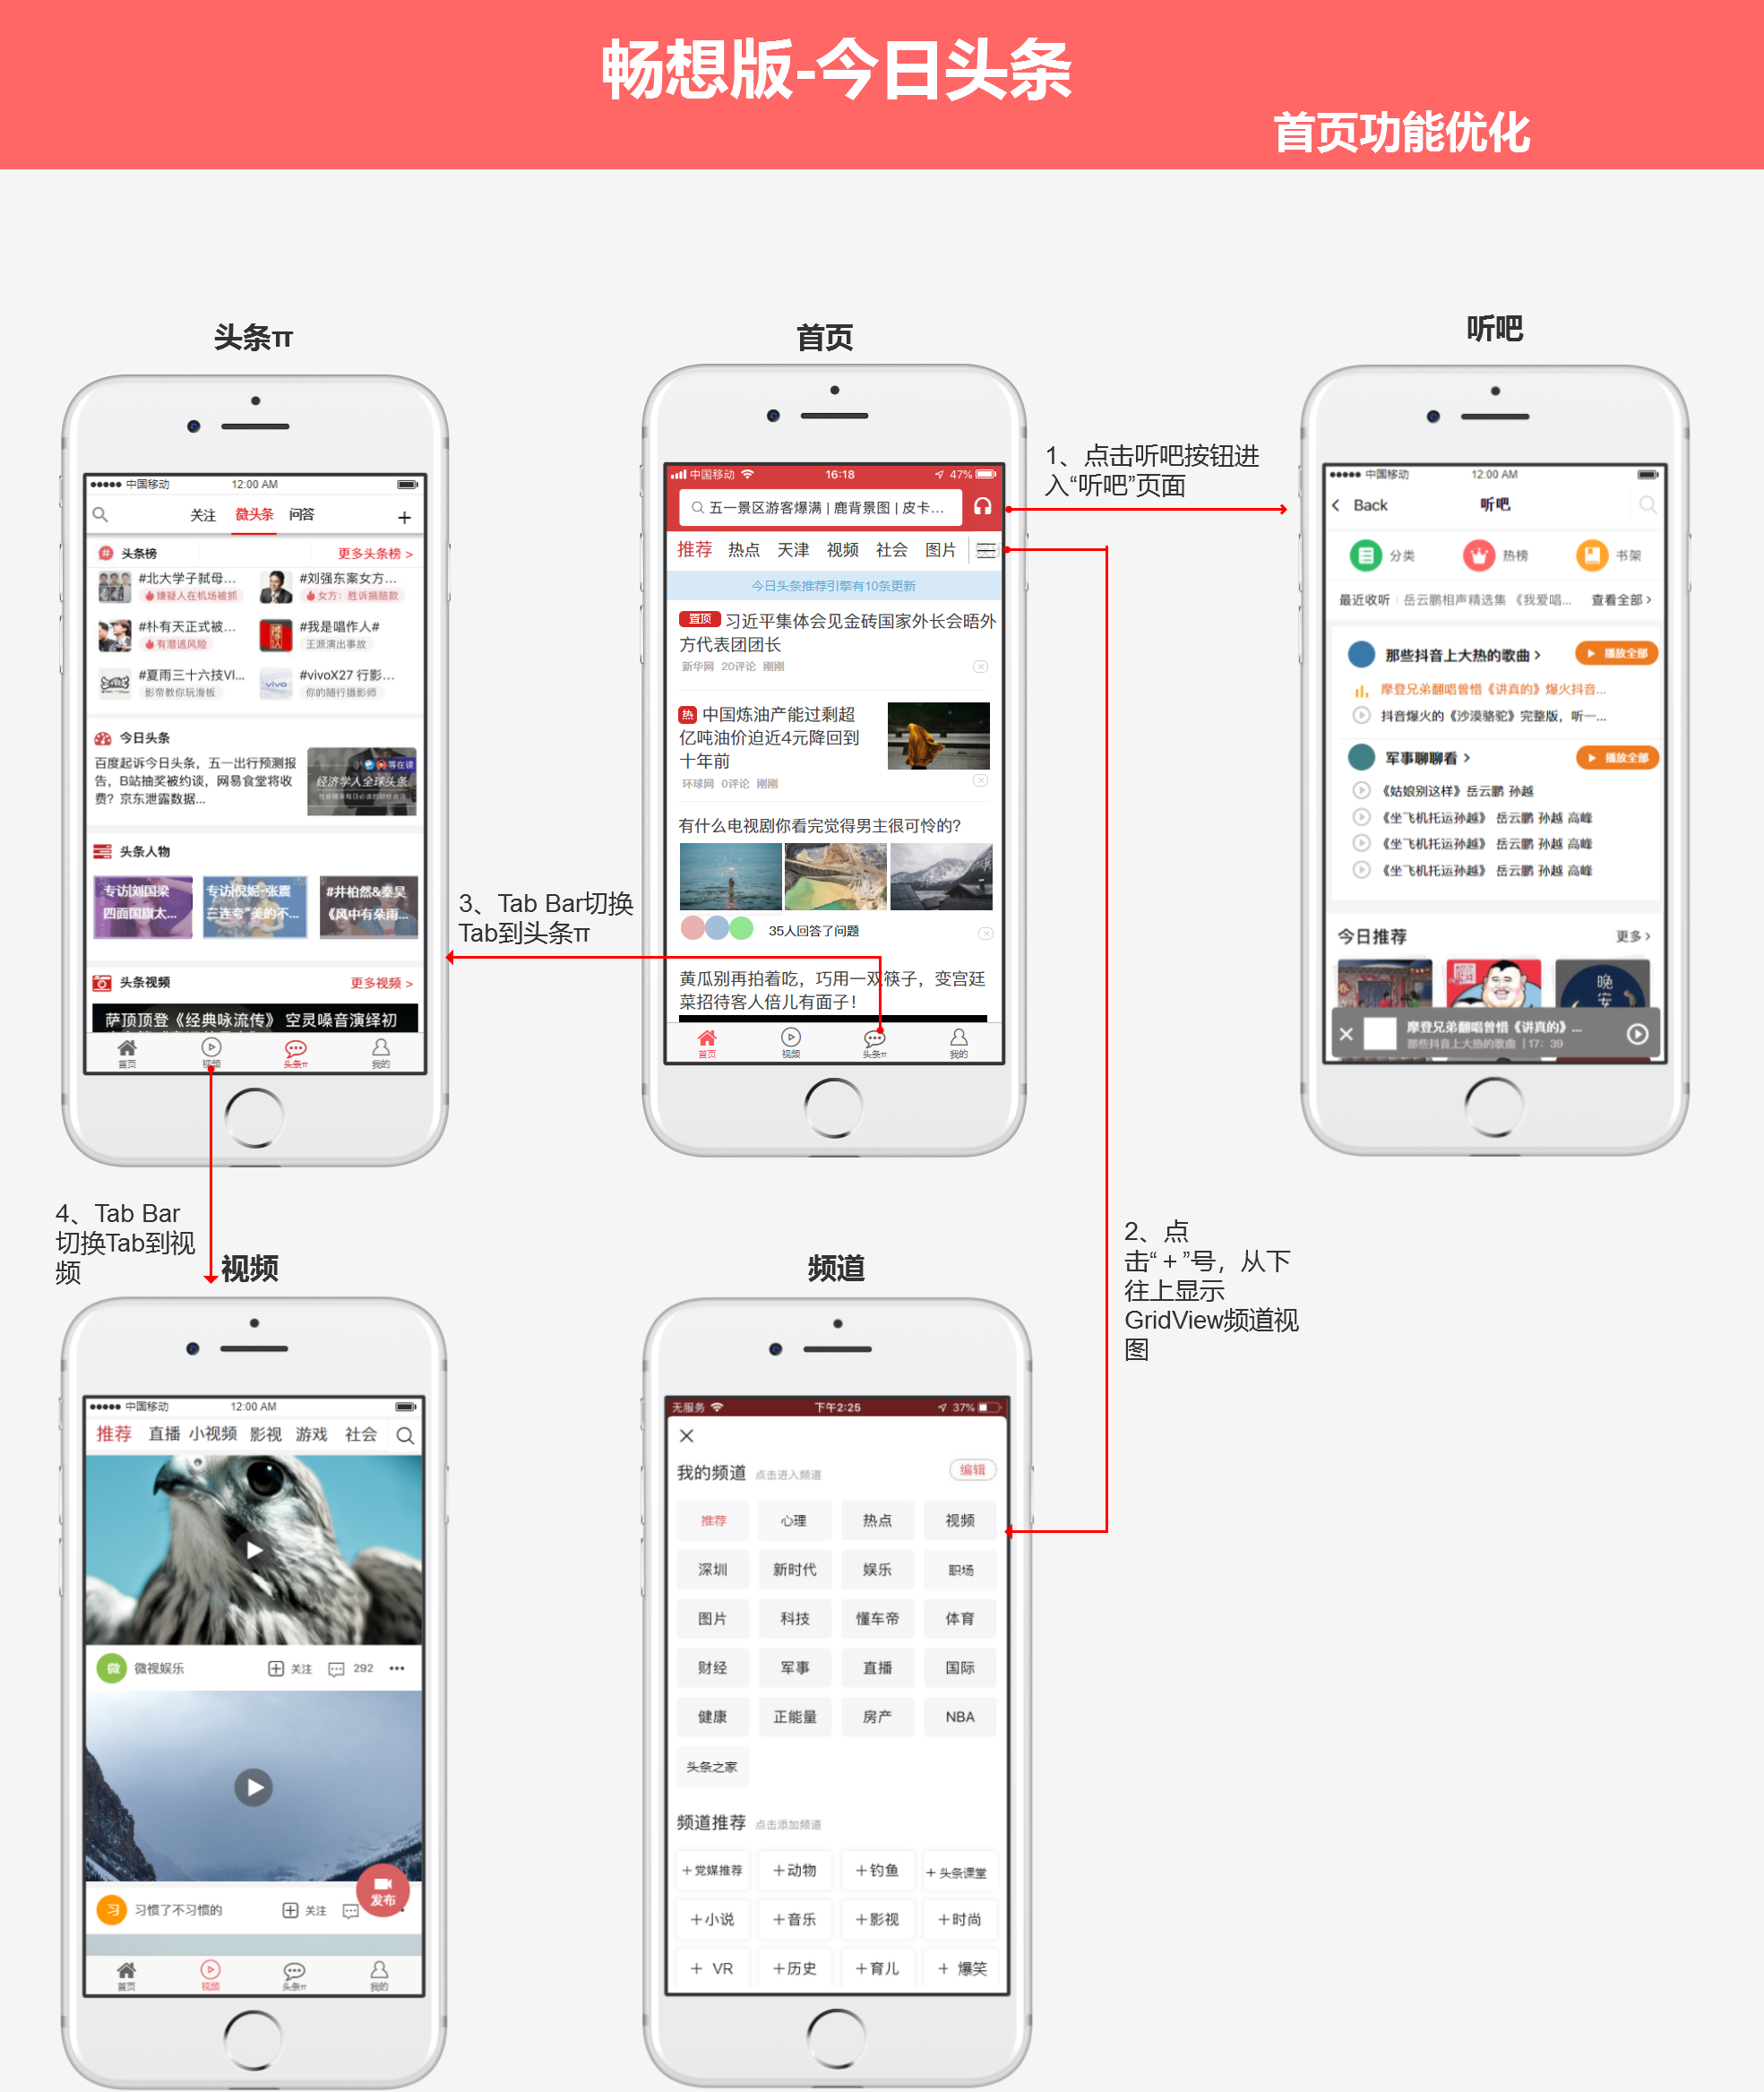 畅想版-今日头条
首页功能优化
头条π
中国移动
12:00 AM
关注 微头条 问答
头条榜
更多头条榜 >
#北大学子弑母...
嫌疑人在机场被抓
#刘强东案女方...
女方：胜诉捐赔款
#朴有天正式被...
有潜逃风险
#我是唱作人#
王源演出事故
#夏雨三十六技VI...
影帝教你玩滑板
#vivoX27 行影...
你的随行摄影师
今日头条
百度起诉今日头条，五一出行预测报
告，B站抽奖被约谈，网易食堂将收
费？京东泄露数据...
等在读
经济学人全球头条
头条人物
专访|刘国梁
四面国旗太...
专访|倪妮-张震
三连夸"美的不...
#井柏然&秦昊
《风中有朵雨...
头条视频
更多视频 >
萨顶顶登《经典咏流传》 空灵嗓音演绎初
首页
视频
头条π
我的
首页
中国移动
16:18
47%
五一景区游客爆满 | 鹿背景图 | 皮卡...
推荐 热点 天津 视频 社会 图片
今日头条推荐引擎有10条更新
置顶 习近平集体会见金砖国家外长会晤外
方代表团团长
新华网 20评论 刚刚
热 中国炼油产能过剩超
亿吨油价迫近4元降回到
十年前
环球网 0评论 刚刚
有什么电视剧你看完觉得男主很可怜的?
35人回答了问题
黄瓜别再拍着吃，巧用一双筷子，变宫廷
菜招待客人倍儿有面子！
首页
视频
头条π
我的
听吧
中国移动
12:00 AM
Back
听吧
分类
热榜
书架
最近收听 | 岳云鹏相声精选集 《我爱唱...
查看全部 >
那些抖音上大热的歌曲 >
播放全部
摩登兄弟翻唱曾惜《讲真的》爆火抖音...
抖音爆火的《沙漠骆驼》完整版，听一...
军事聊聊看 >
播放全部
《姑娘别这样》岳云鹏 孙越
《坐飞机托运孙越》 岳云鹏 孙越 高峰
《坐飞机托运孙越》 岳云鹏 孙越 高峰
《坐飞机托运孙越》 岳云鹏 孙越 高峰
今日推荐
更多 >
晚安
摩登兄弟翻唱曾惜《讲真的》...
那些抖音上大热的歌曲 | 17：39
1、点击听吧按钮进
入“听吧”页面
3、Tab Bar切换
Tab到头条π
4、Tab Bar
切换Tab到视
频
2、点
击“ + ”号，从下
往上显示
GridView频道视
图
视频
中国移动
12:00 AM
推荐 直播 小视频 影视 游戏 社会
微
微视娱乐
关注
292
习
习惯了不习惯的
关注
发布
首页
视频
头条π
我的
频道
无服务
下午2:25
37%
我的频道 点击进入频道
编辑
推荐 心理 热点 视频
深圳 新时代 娱乐 职场
图片 科技 懂车帝 体育
财经 军事 直播 国际
健康 正能量 房产 NBA
头条之家
频道推荐 点击添加频道
+党媒推荐 +动物 +钓鱼 +头条课堂
+小说 +音乐 +影视 +时尚
+ VR +历史 +育儿 + 爆笑